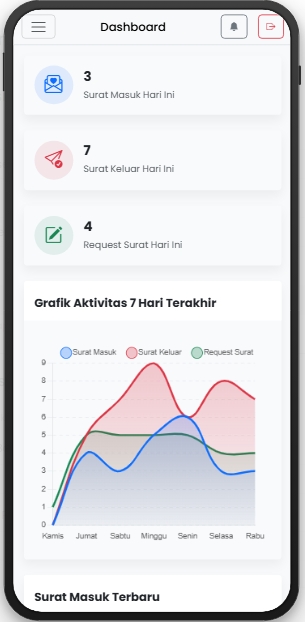 Dashboard
3
Surat Masuk Hari Ini
7
Surat Keluar Hari Ini
4
Request Surat Hari Ini
Grafik Aktivitas 7 Hari Terakhir
Surat Masuk Surat Keluar Request Surat
9
8
7
6
5
4
3
2
1
0
Kamis Jumat Sabtu Minggu Senin Selasa Rabu
Surat Masuk Terbaru